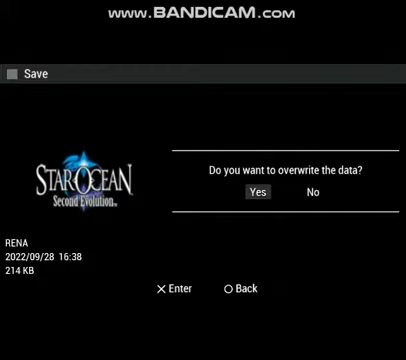 www.BANDICAM.com
Save
STAR OCEAN
Second Evolution™
Do you want to overwrite the data?
Yes No
RENA
2022/09/28 16:38
214 KB
Enter Back